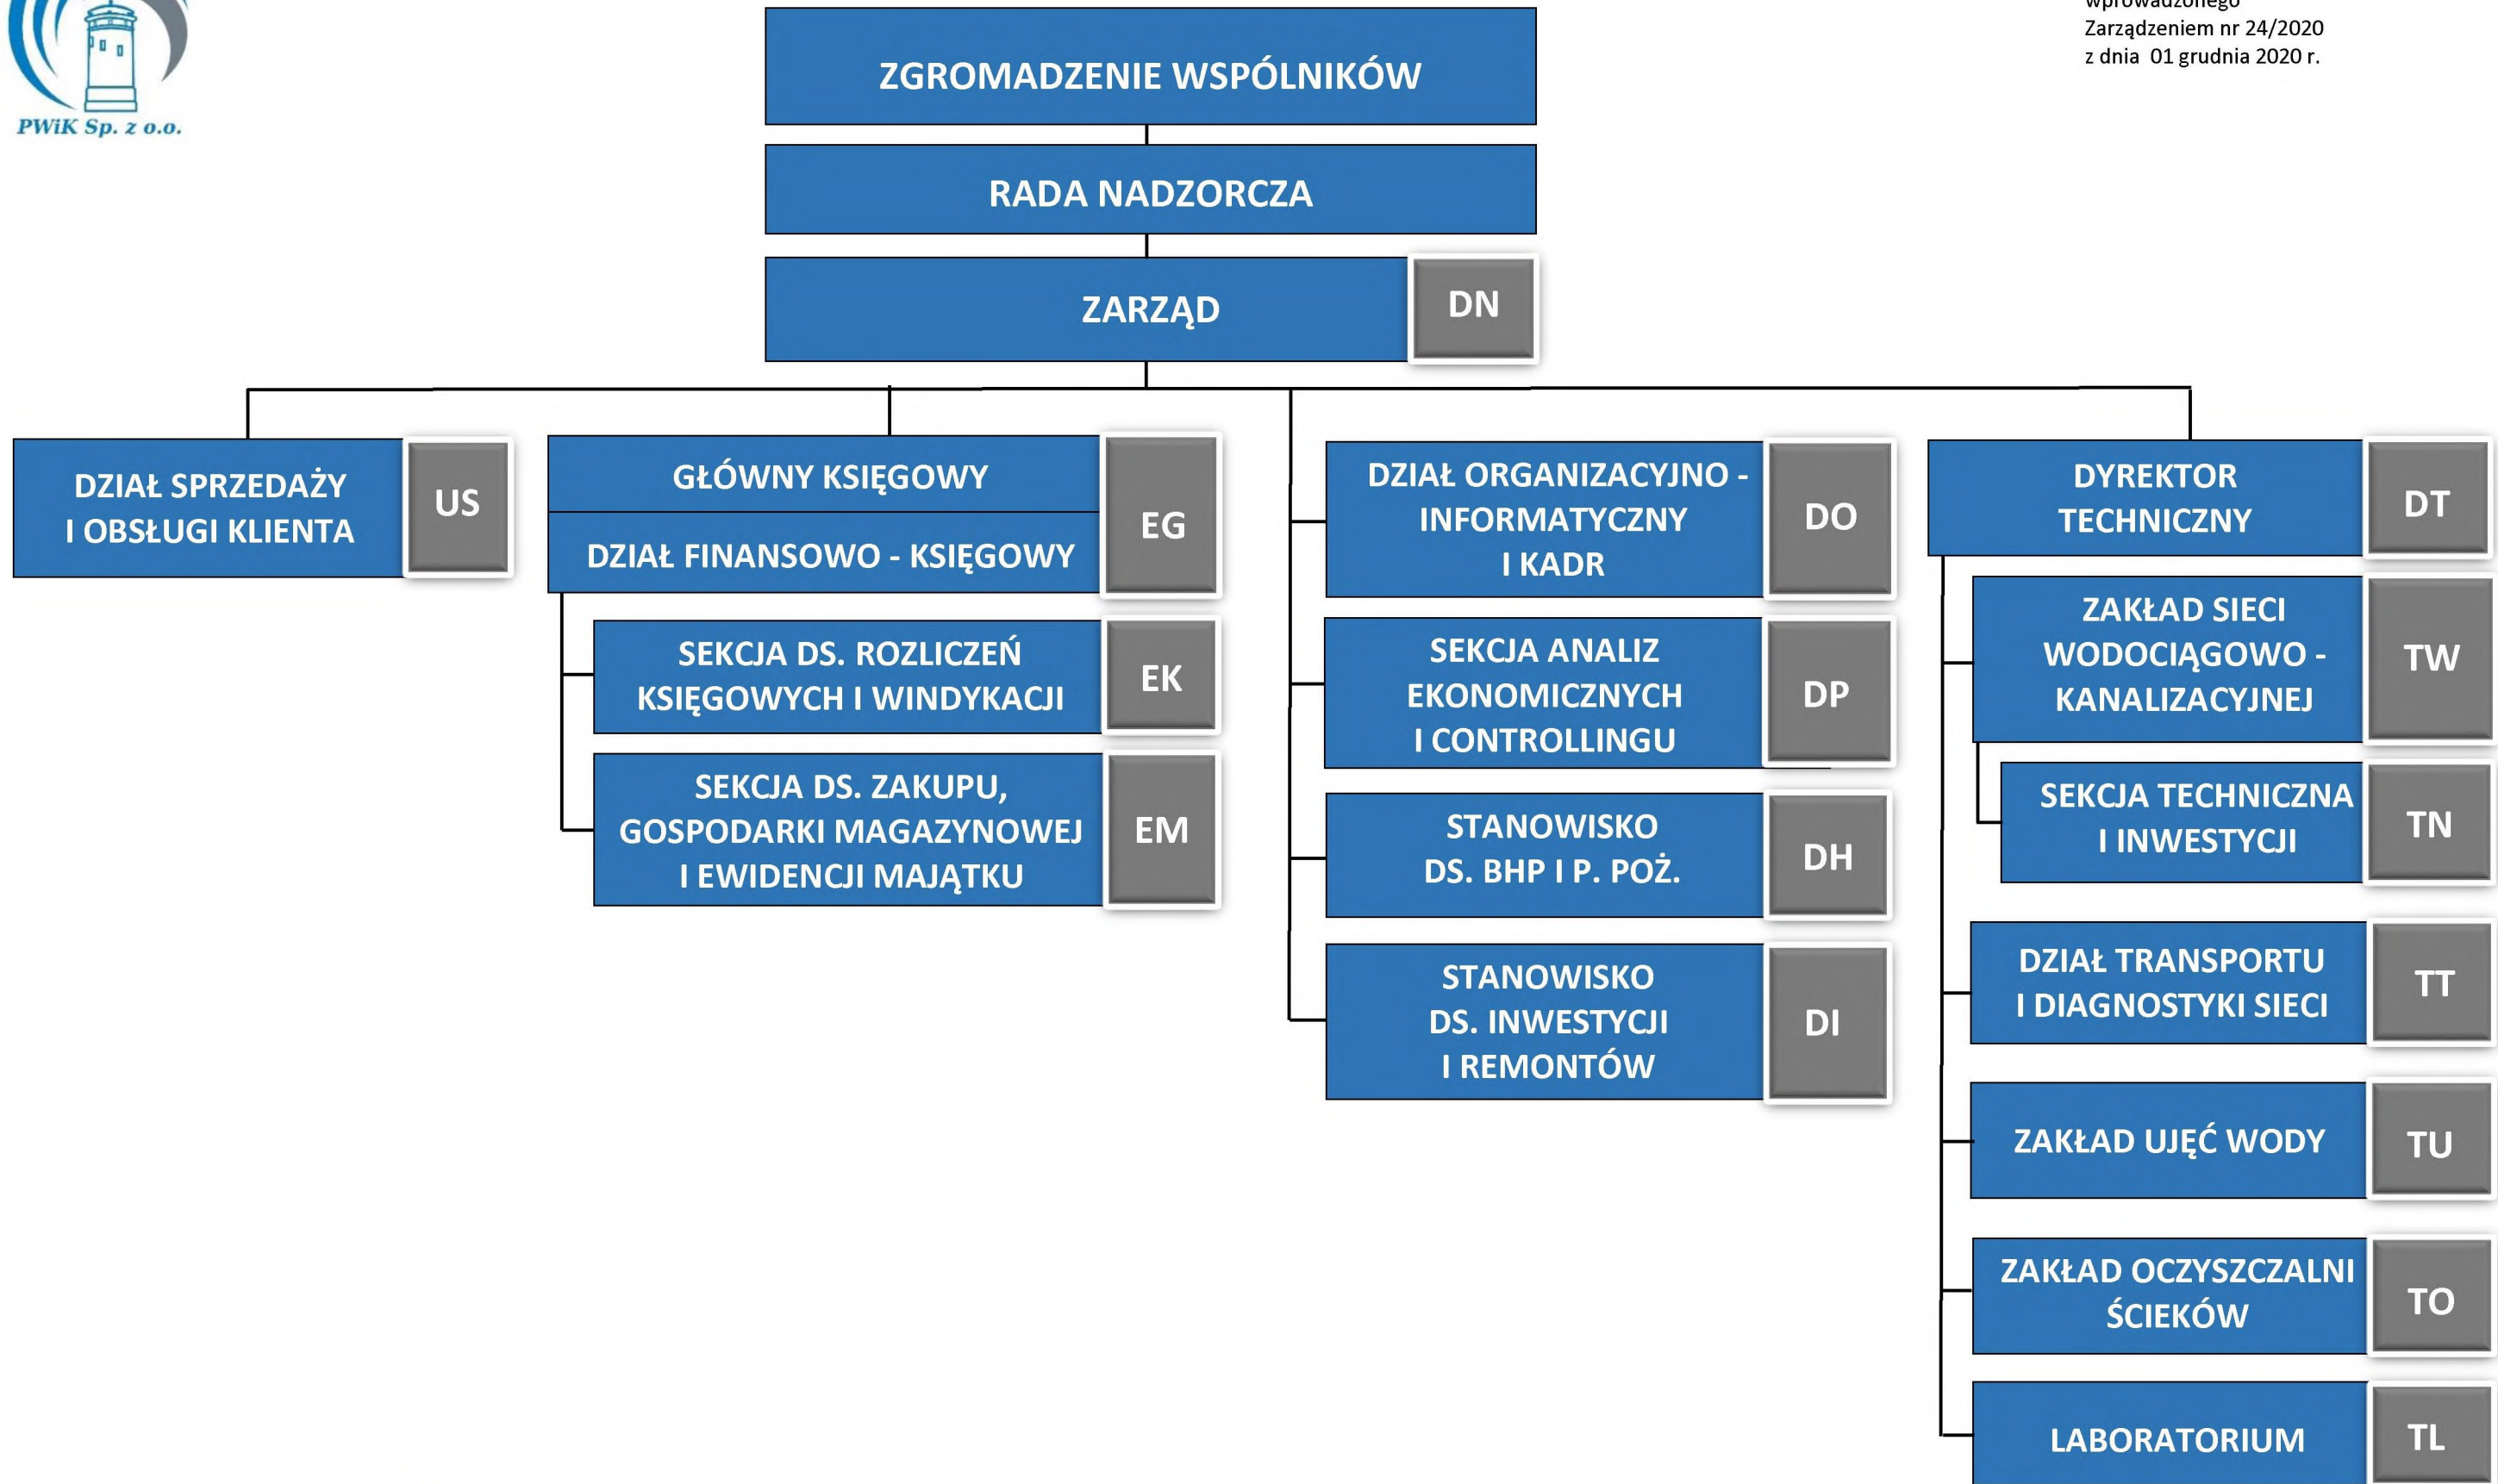 PWiK Sp. z o.o.
wprowadzonego
Zarządzeniem nr 24/2020
z dnia 01 grudnia 2020 r.
ZGROMADZENIE WSPÓLNIKÓW
RADA NADZORCZA
ZARZĄD
DN
DZIAŁ SPRZEDAŻY
I OBSŁUGI KLIENTA
US
GŁÓWNY KSIĘGOWY
DZIAŁ FINANSOWO - KSIĘGOWY
EG
SEKCJA DS. ROZLICZEŃ
KSIĘGOWYCH I WINDYKACJI
EK
SEKCJA DS. ZAKUPU,
GOSPODARKI MAGAZYNOWEJ
I EWIDENCJI MAJĄTKU
EM
DZIAŁ ORGANIZACYJNO -
INFORMATYCZNY
I KADR
DO
SEKCJA ANALIZ
EKONOMICZNYCH
I CONTROLLINGU
DP
STANOWISKO
DS. BHP I P. POŻ.
DH
STANOWISKO
DS. INWESTYCJI
I REMONTÓW
DI
DYREKTOR
TECHNICZNY
DT
ZAKŁAD SIECI
WODOCIĄGOWO -
KANALIZACYJNEJ
TW
SEKCJA TECHNICZNA
I INWESTYCJI
TN
DZIAŁ TRANSPORTU
I DIAGNOSTYKI SIECI
TT
ZAKŁAD UJĘĆ WODY
TU
ZAKŁAD OCZYSZCZALNI
ŚCIEKÓW
TO
LABORATORIUM
TL